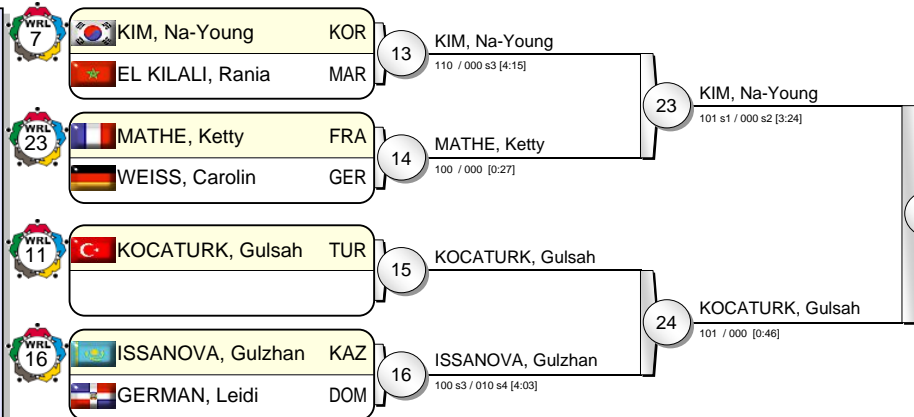 WRL
7
KIM, Na-Young KOR
EL KILALI, Rania MAR
13
KIM, Na-Young
110 / 000 s3 [4:15]
WRL
23
MATHE, Ketty FRA
WEISS, Carolin GER
14
MATHE, Ketty
100 / 000 [0:27]
23
KIM, Na-Young
101 s1 / 000 s2 [3:24]
WRL
11
KOCATURK, Gulsah TUR
15
KOCATURK, Gulsah
WRL
16
ISSANOVA, Gulzhan KAZ
GERMAN, Leidi DOM
16
ISSANOVA, Gulzhan
100 s3 / 010 s4 [4:03]
24
KOCATURK, Gulsah
101 / 000 [0:46]